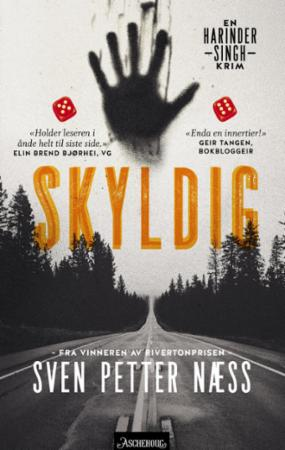 EN
HARINDER
SINGH
KRIM
«Holder leseren i
ånde helt til siste side.»
ELIN BREND BJØRHEI, VG
«Enda en innertier!»
GEIR TANGEN,
BOKBLOGGEIR
SKYLDIG
- FRA VINNEREN AV RIVERTONPRISEN -
SVEN PETTER NÆSS
ASCHEHOUG